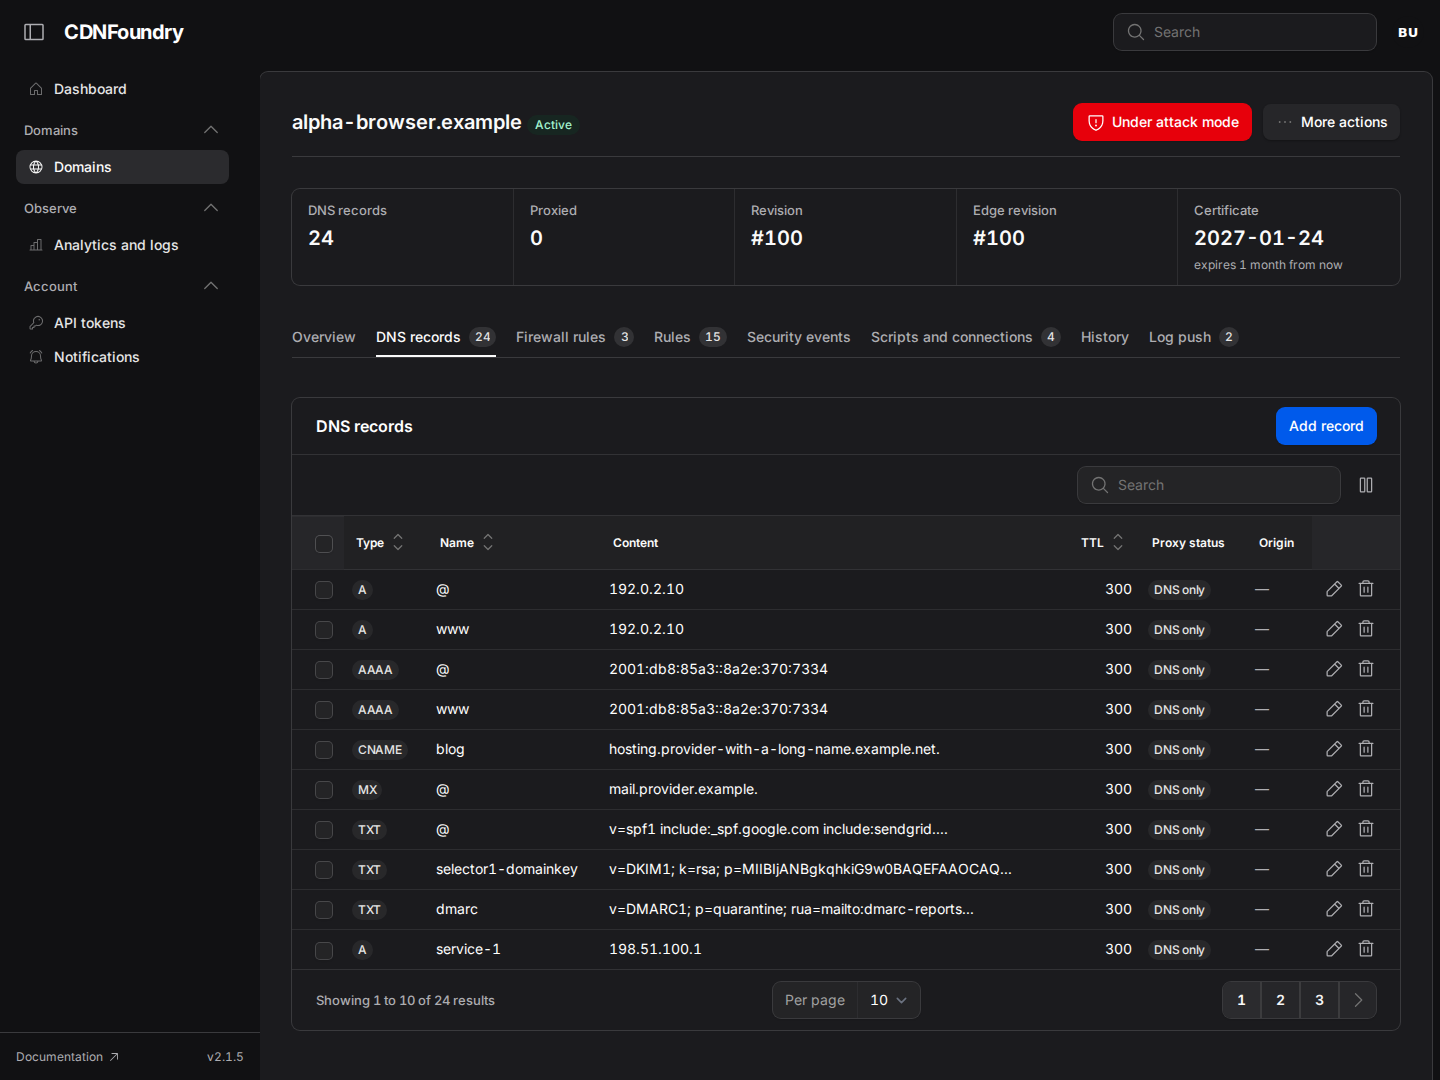 CDNFoundry
Search
BU
Dashboard
Domains
Domains
Observe
Analytics and logs
Account
API tokens
Notifications
Documentation
v2.1.5
alpha-browser.example Active
Under attack mode
More actions
DNS records
24
Proxied
0
Revision
#100
Edge revision
#100
Certificate
2027-01-24
expires 1 month from now
Overview DNS records 24 Firewall rules 3 Rules 15 Security events Scripts and connections 4 History Log push 2
DNS records
Add record
Search
Type Name Content TTL Proxy status Origin
A @ 192.0.2.10 300 DNS only —
A www 192.0.2.10 300 DNS only —
AAAA @ 2001:db8:85a3::8a2e:370:7334 300 DNS only —
AAAA www 2001:db8:85a3::8a2e:370:7334 300 DNS only —
CNAME blog hosting.provider-with-a-long-name.example.net. 300 DNS only —
MX @ mail.provider.example. 300 DNS only —
TXT @ v=spf1 include:_spf.google.com include:sendgrid.... 300 DNS only —
TXT selector1-domainkey v=DKIM1; k=rsa; p=MIIBIjANBgkqhkiG9w0BAQEFAAOCAQ... 300 DNS only —
TXT dmarc v=DMARC1; p=quarantine; rua=mailto:dmarc-reports... 300 DNS only —
A service-1 198.51.100.1 300 DNS only —
Showing 1 to 10 of 24 results
Per page 10
1 2 3